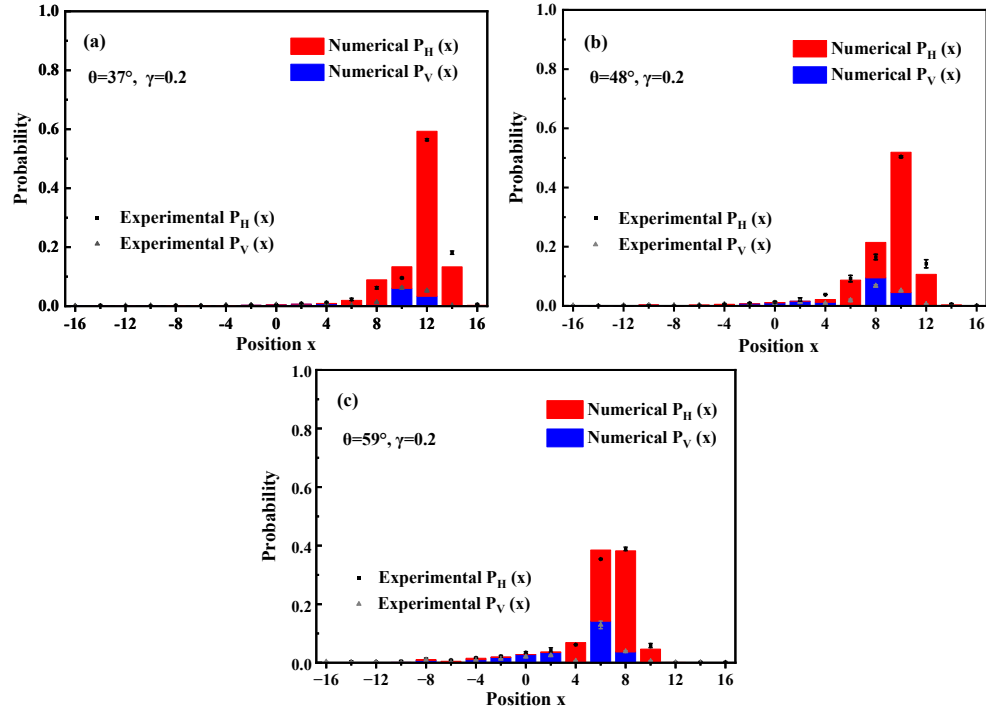 (a)
θ=37°, γ=0.2
Numerical P_H (x)
Numerical P_V (x)
Experimental P_H (x)
Experimental P_V (x)
Probability
1.0
0.8
0.6
0.4
0.2
0.0
-16 -12 -8 -4 0 4 8 12 16
Position x
(b)
θ=48°, γ=0.2
Numerical P_H (x)
Numerical P_V (x)
Experimental P_H (x)
Experimental P_V (x)
Probability
1.0
0.8
0.6
0.4
0.2
0.0
-16 -12 -8 -4 0 4 8 12 16
Position x
(c)
θ=59°, γ=0.2
Numerical P_H (x)
Numerical P_V (x)
Experimental P_H (x)
Experimental P_V (x)
Probability
1.0
0.8
0.6
0.4
0.2
0.0
−16 −12 −8 −4 0 4 8 12 16
Position x